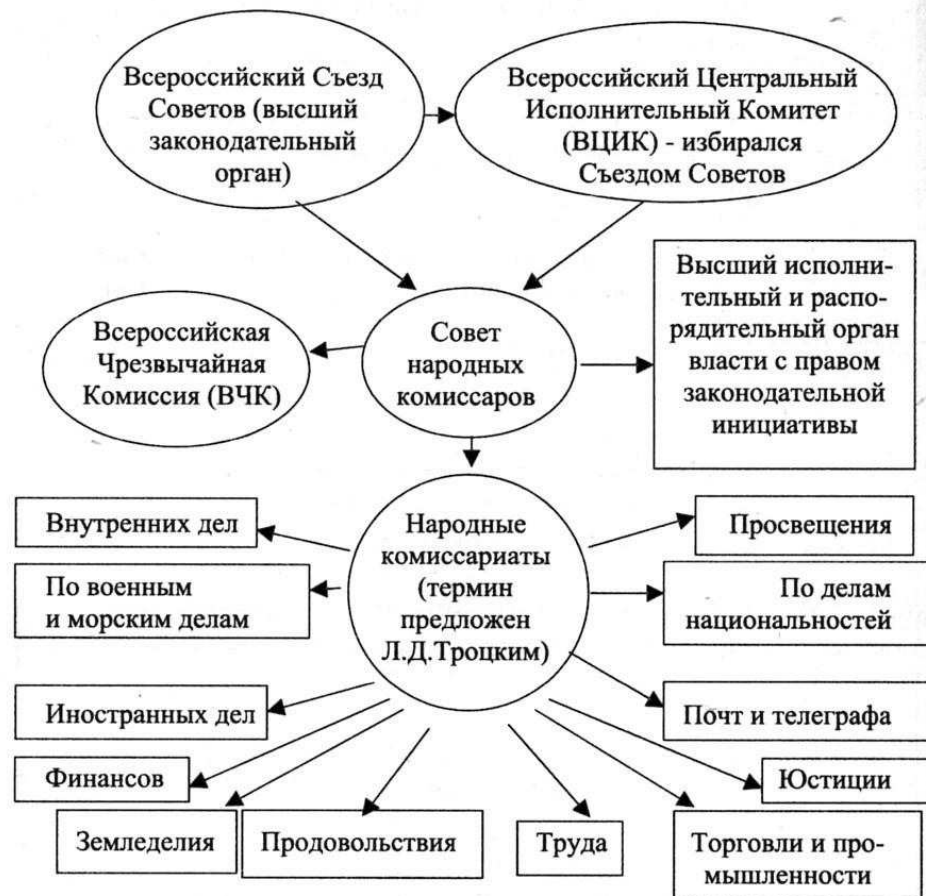 Всероссийский Съезд
Советов (высший
законодательный
орган)
Всероссийский Центральный
Исполнительный Комитет
(ВЦИК) - избирался
Съездом Советов
Всероссийская
Чрезвычайная
Комиссия (ВЧК)
Совет
народных
комиссаров
Высший исполни-
тельный и распо-
рядительный орган
власти с правом
законодательной
инициативы
Народные
комиссариаты
(термин
предложен
Л.Д.Троцким)
Внутренних дел
По военным
и морским делам
Иностранных дел
Финансов
Земледелия
Продовольствия
Труда
Просвещения
По делам
национальностей
Почт и телеграфа
Юстиции
Торговли и про-
мышленности